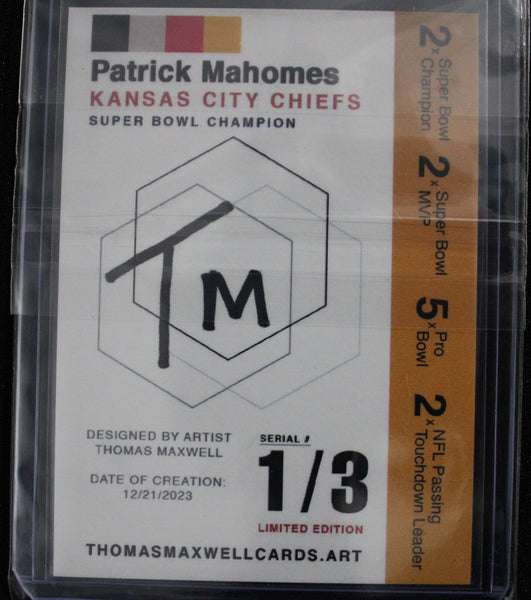 Patrick Mahomes
KANSAS CITY CHIEFS
SUPER BOWL CHAMPION
TM
DESIGNED BY ARTIST
THOMAS MAXWELL
DATE OF CREATION:
12/21/2023
SERIAL #
1/3
LIMITED EDITION
THOMASMAXWELLCARDS.ART
2x Super Bowl
Champion
2x Super Bowl
MVP
5x Pro
Bowl
2x NFL Passing
Touchdown Leader